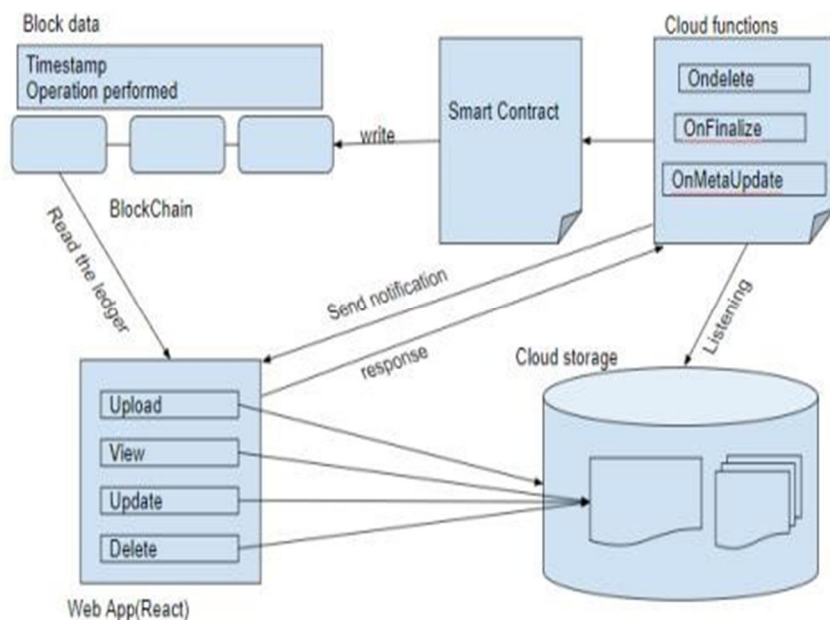 Block data
Timestamp
Operation performed
BlockChain
write
Smart Contract
Cloud functions
Ondelete
OnFinalize
OnMetaUpdate
Read the ledger
Send notification
response
Listening
Cloud storage
Upload
View
Update
Delete
Web App(React)